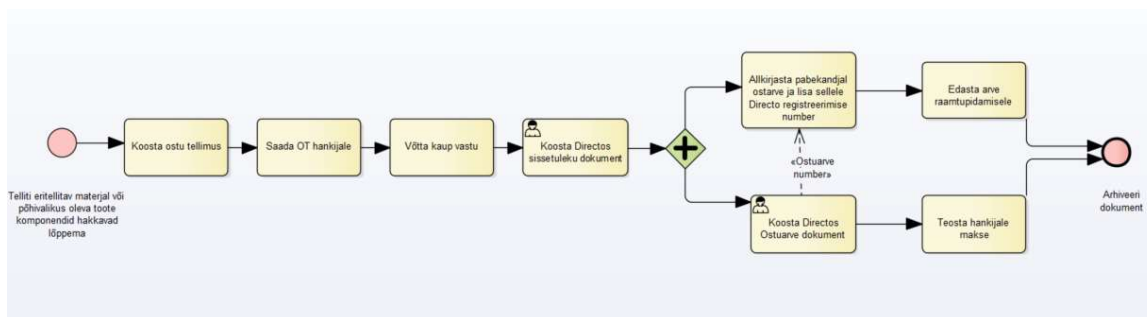 Telliti eritellitav materjal või
põhivalikus oleva toote
komponendid hakkavad
lõppema
Koosta ostu tellimus
Saada OT hankijale
Võtta kaup vastu
Koosta Directos
sissetuleku dokument
Allkirjasta pabekandjal
ostarve ja lisa sellele
Directo registreerimise
number
Edasta arve
raamtupidamisele
«Ostuarve
number»
Koosta Directos
Ostuarve dokument
Teosta hankijale
makse
Arhiveeri
dokument